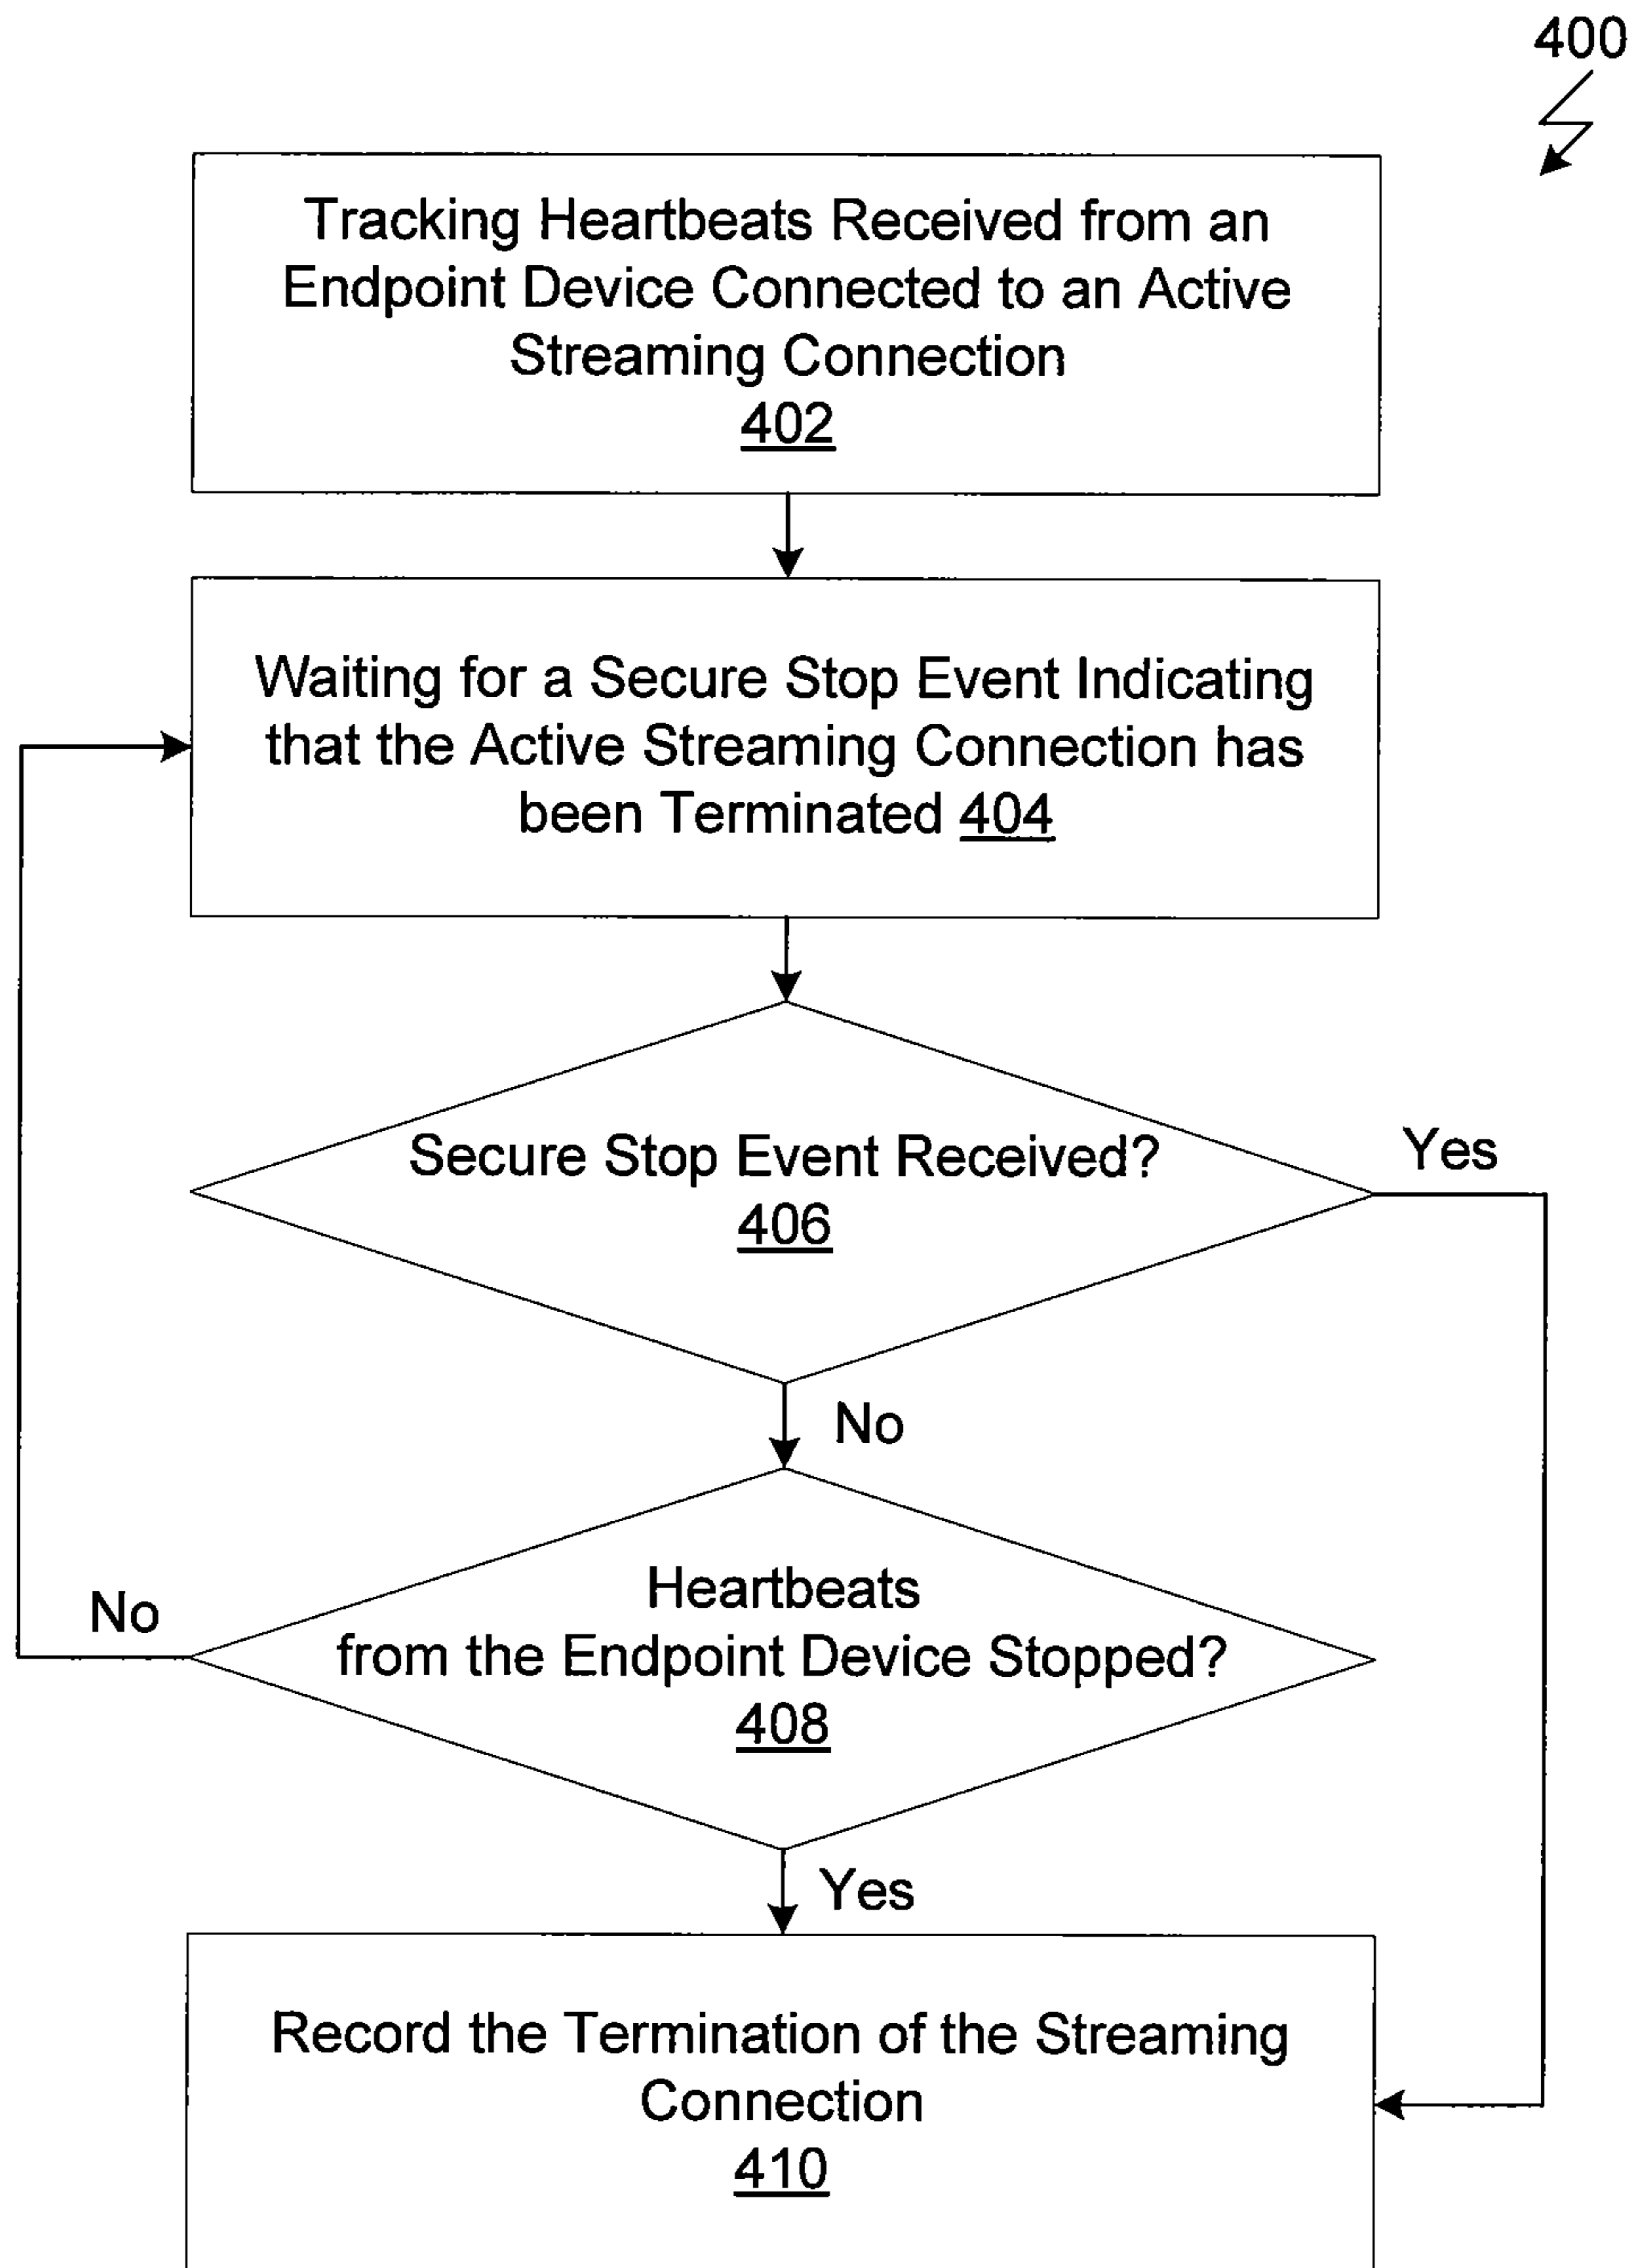 400
Tracking Heartbeats Received from an
Endpoint Device Connected to an Active
Streaming Connection
402
Waiting for a Secure Stop Event Indicating
that the Active Streaming Connection has
been Terminated 404
Secure Stop Event Received?
406
Yes
No
Heartbeats
from the Endpoint Device Stopped?
408
No
Yes
Record the Termination of the Streaming
Connection
410